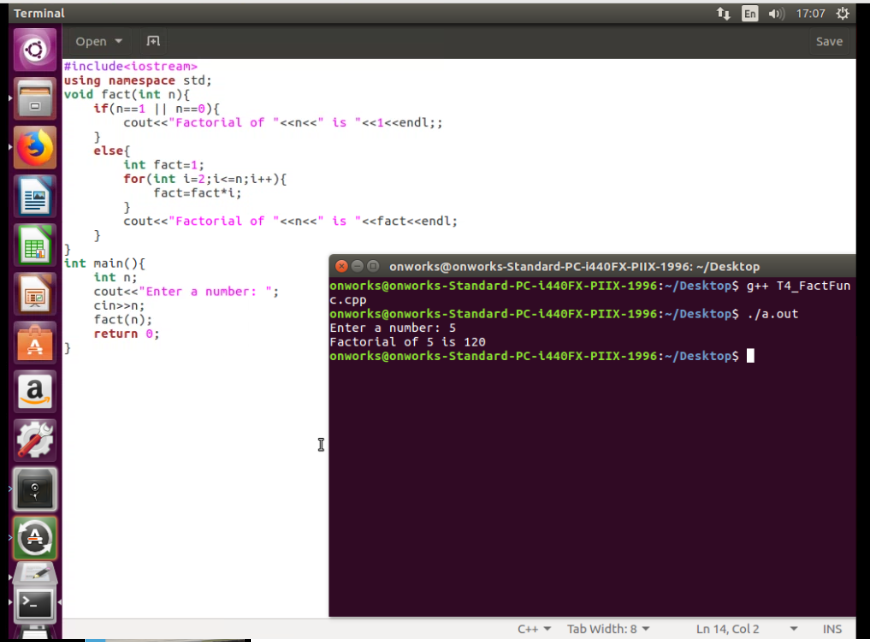 Terminal
En
17:07
Open
Save
#include<iostream>
using namespace std;
void fact(int n){
    if(n==1 || n==0){
        cout<<"Factorial of "<<n<<" is "<<1<<endl;;
    }
    else{
        int fact=1;
        for(int i=2;i<=n;i++){
            fact=fact*i;
        }
        cout<<"Factorial of "<<n<<" is "<<fact<<endl;
    }
}
int main(){
    int n;
    cout<<"Enter a number: ";
    cin>>n;
    fact(n);
    return 0;
}
onworks@onworks-Standard-PC-i440FX-PIIX-1996: ~/Desktop
onworks@onworks-Standard-PC-i440FX-PIIX-1996:~/Desktop$ g++ T4_FactFun
c.cpp
onworks@onworks-Standard-PC-i440FX-PIIX-1996:~/Desktop$ ./a.out
Enter a number: 5
Factorial of 5 is 120
onworks@onworks-Standard-PC-i440FX-PIIX-1996:~/Desktop$
C++
Tab Width: 8
Ln 14, Col 2
INS